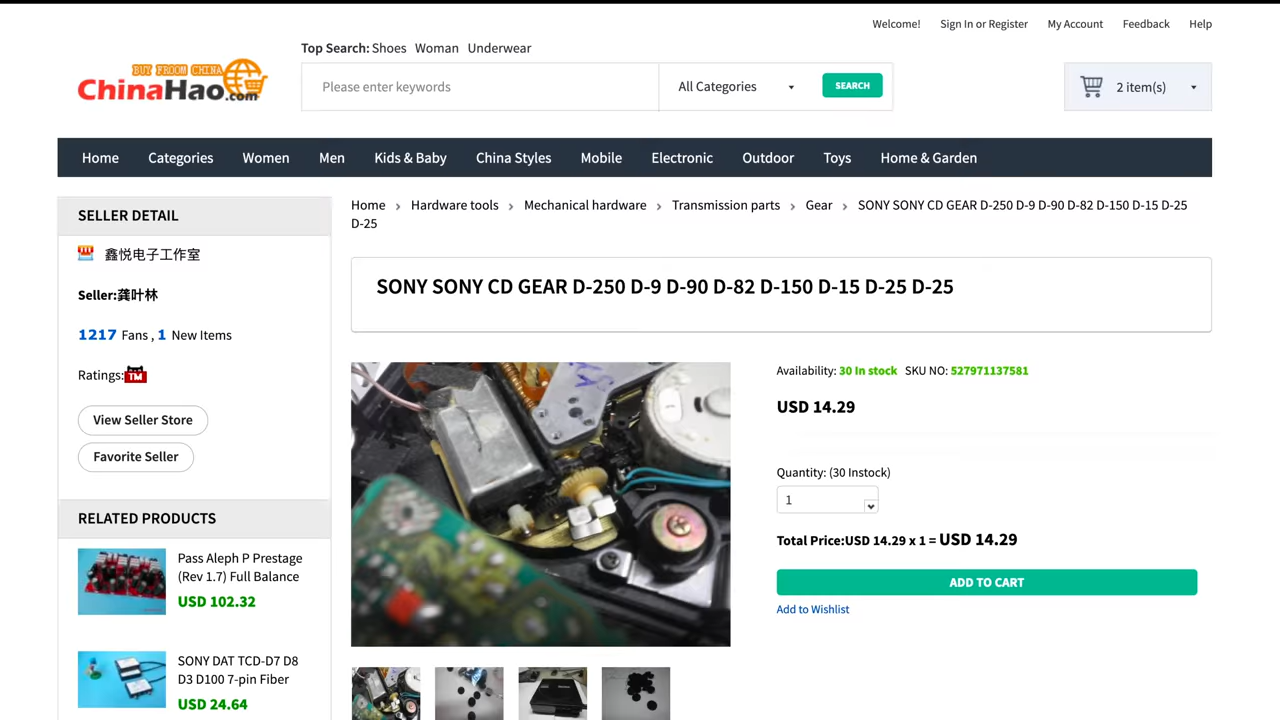 Welcome! Sign In or Register My Account Feedback Help
Top Search: Shoes Woman Underwear
BUY FROOM CHINA
ChinaHao.com
Please enter keywords
All Categories
SEARCH
2 item(s)
Home Categories Women Men Kids & Baby China Styles Mobile Electronic Outdoor Toys Home & Garden
SELLER DETAIL
鑫悦电子工作室
Seller:龚叶林
1217 Fans , 1 New Items
Ratings: TM
View Seller Store
Favorite Seller
RELATED PRODUCTS
Pass Aleph P Prestage
(Rev 1.7) Full Balance
USD 102.32
SONY DAT TCD-D7 D8
D3 D100 7-pin Fiber
USD 24.64
Home › Hardware tools › Mechanical hardware › Transmission parts › Gear › SONY SONY CD GEAR D-250 D-9 D-90 D-82 D-150 D-15 D-25
D-25
SONY SONY CD GEAR D-250 D-9 D-90 D-82 D-150 D-15 D-25 D-25
Availability: 30 In stock SKU NO: 527971137581
USD 14.29
Quantity: (30 Instock)
1
Total Price:USD 14.29 x 1 = USD 14.29
ADD TO CART
Add to Wishlist